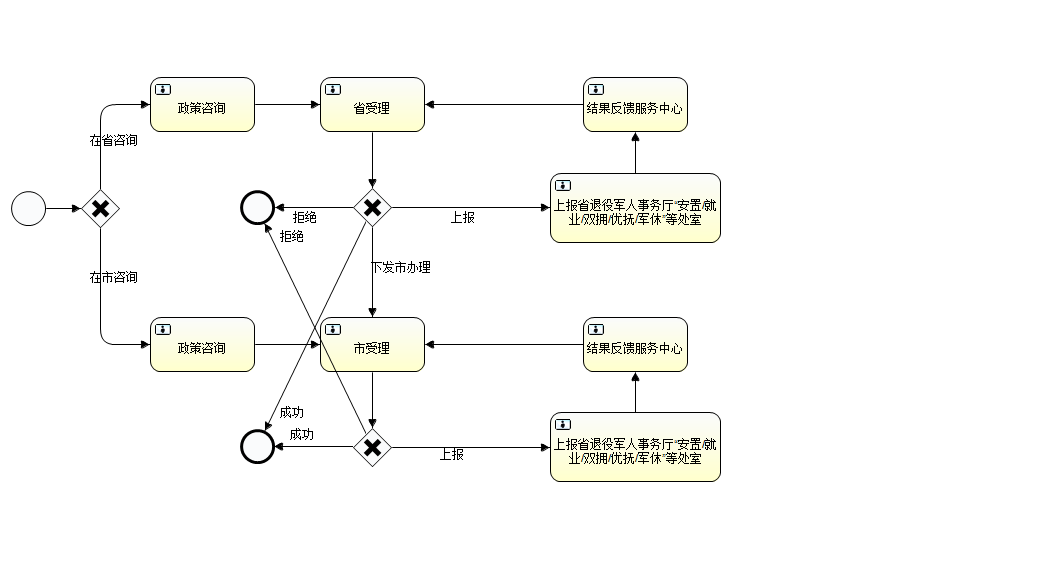 政策咨询
省受理
结果反馈服务中心
在省咨询
上报省退役军人事务厅"安置/就
业/双拥/优抚/军休"等处室
拒绝
上报
拒绝
下发市办理
在市咨询
政策咨询
市受理
结果反馈服务中心
成功
成功
上报
上报省退役军人事务厅"安置/就
业/双拥/优抚/军休"等处室